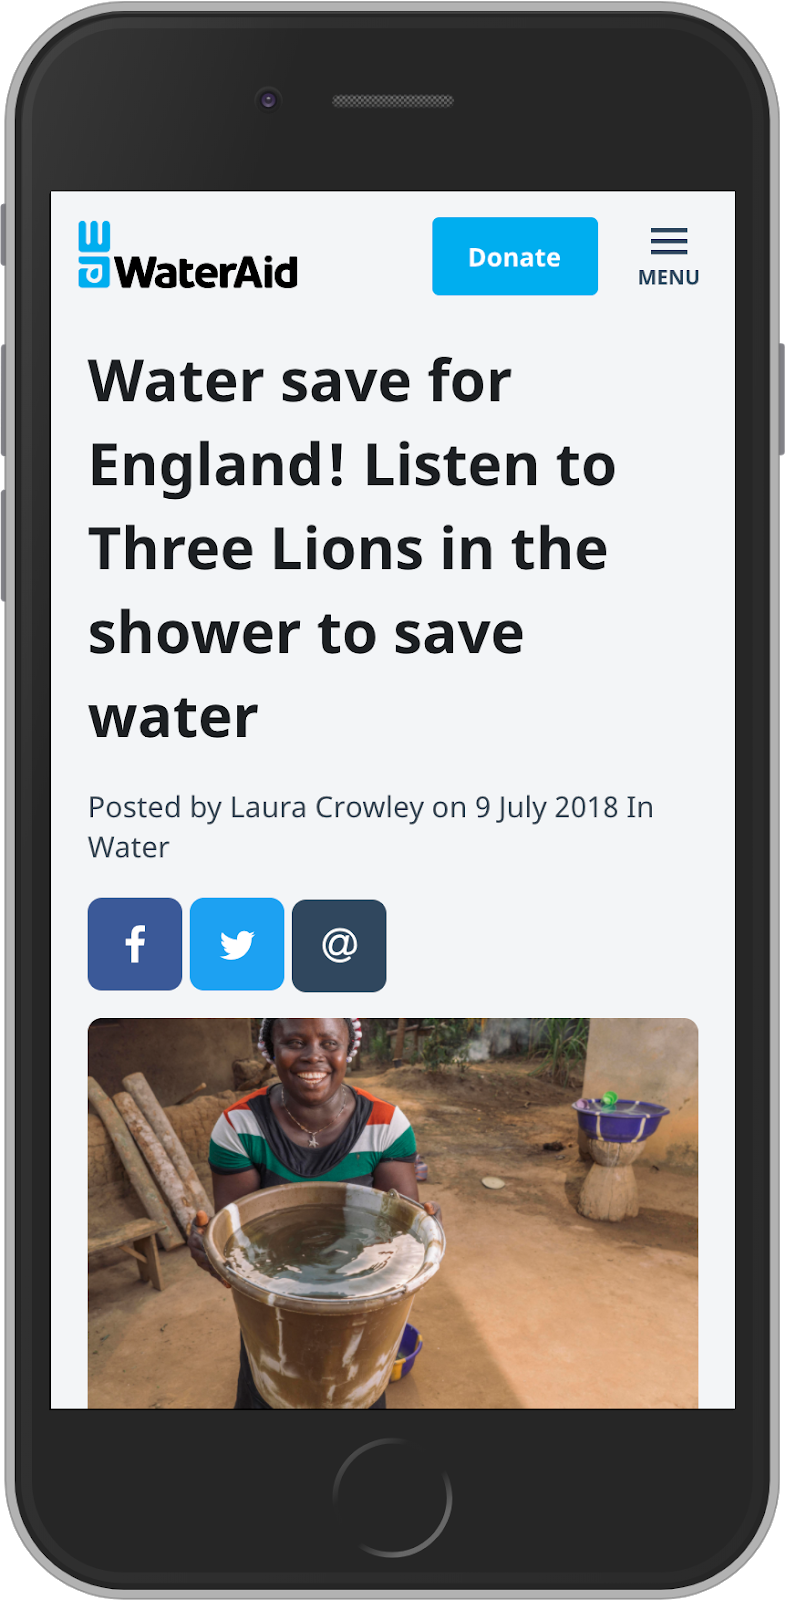 WaterAid
Donate
MENU
Water save for
England! Listen to
Three Lions in the
shower to save
water
Posted by Laura Crowley on 9 July 2018 In
Water
@